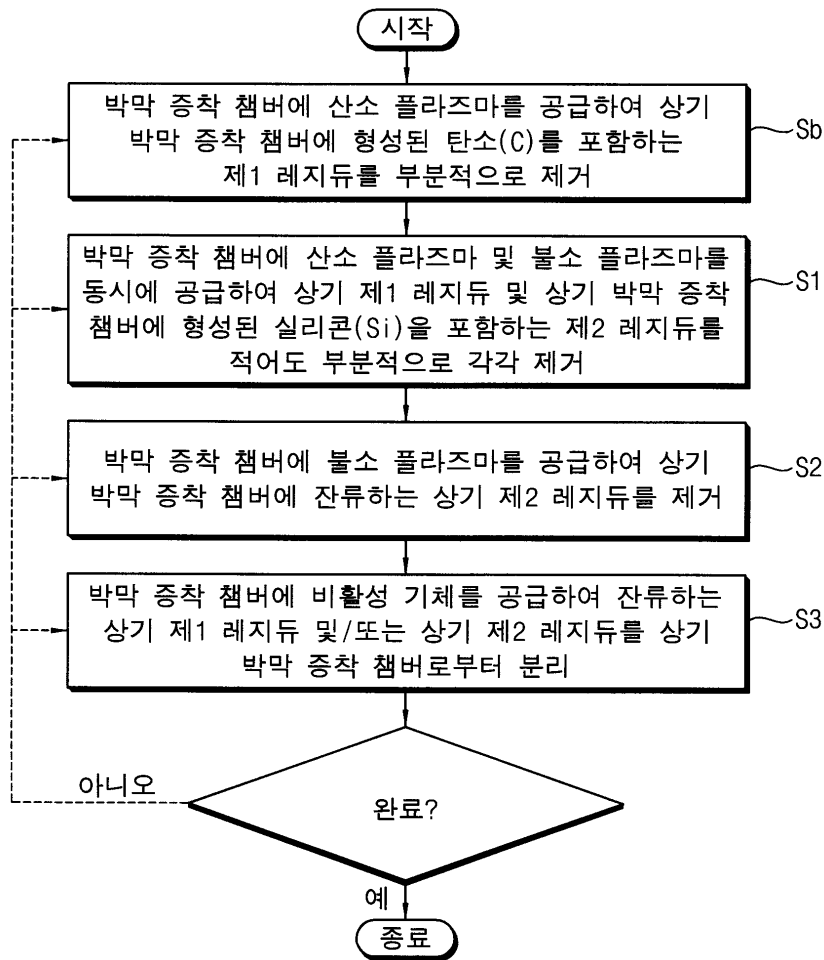 시작
박막 증착 챔버에 산소 플라즈마를 공급하여 상기
박막 증착 챔버에 형성된 탄소(C)를 포함하는
제1 레지듀를 부분적으로 제거
Sb
박막 증착 챔버에 산소 플라즈마 및 불소 플라즈마를
동시에 공급하여 상기 제1 레지듀 및 상기 박막 증착
챔버에 형성된 실리콘(Si)을 포함하는 제2 레지듀를
적어도 부분적으로 각각 제거
S1
박막 증착 챔버에 불소 플라즈마를 공급하여 상기
박막 증착 챔버에 잔류하는 상기 제2 레지듀를 제거
S2
박막 증착 챔버에 비활성 기체를 공급하여 잔류하는
상기 제1 레지듀 및/또는 상기 제2 레지듀를 상기
박막 증착 챔버로부터 분리
S3
아니오
완료?
예
종료